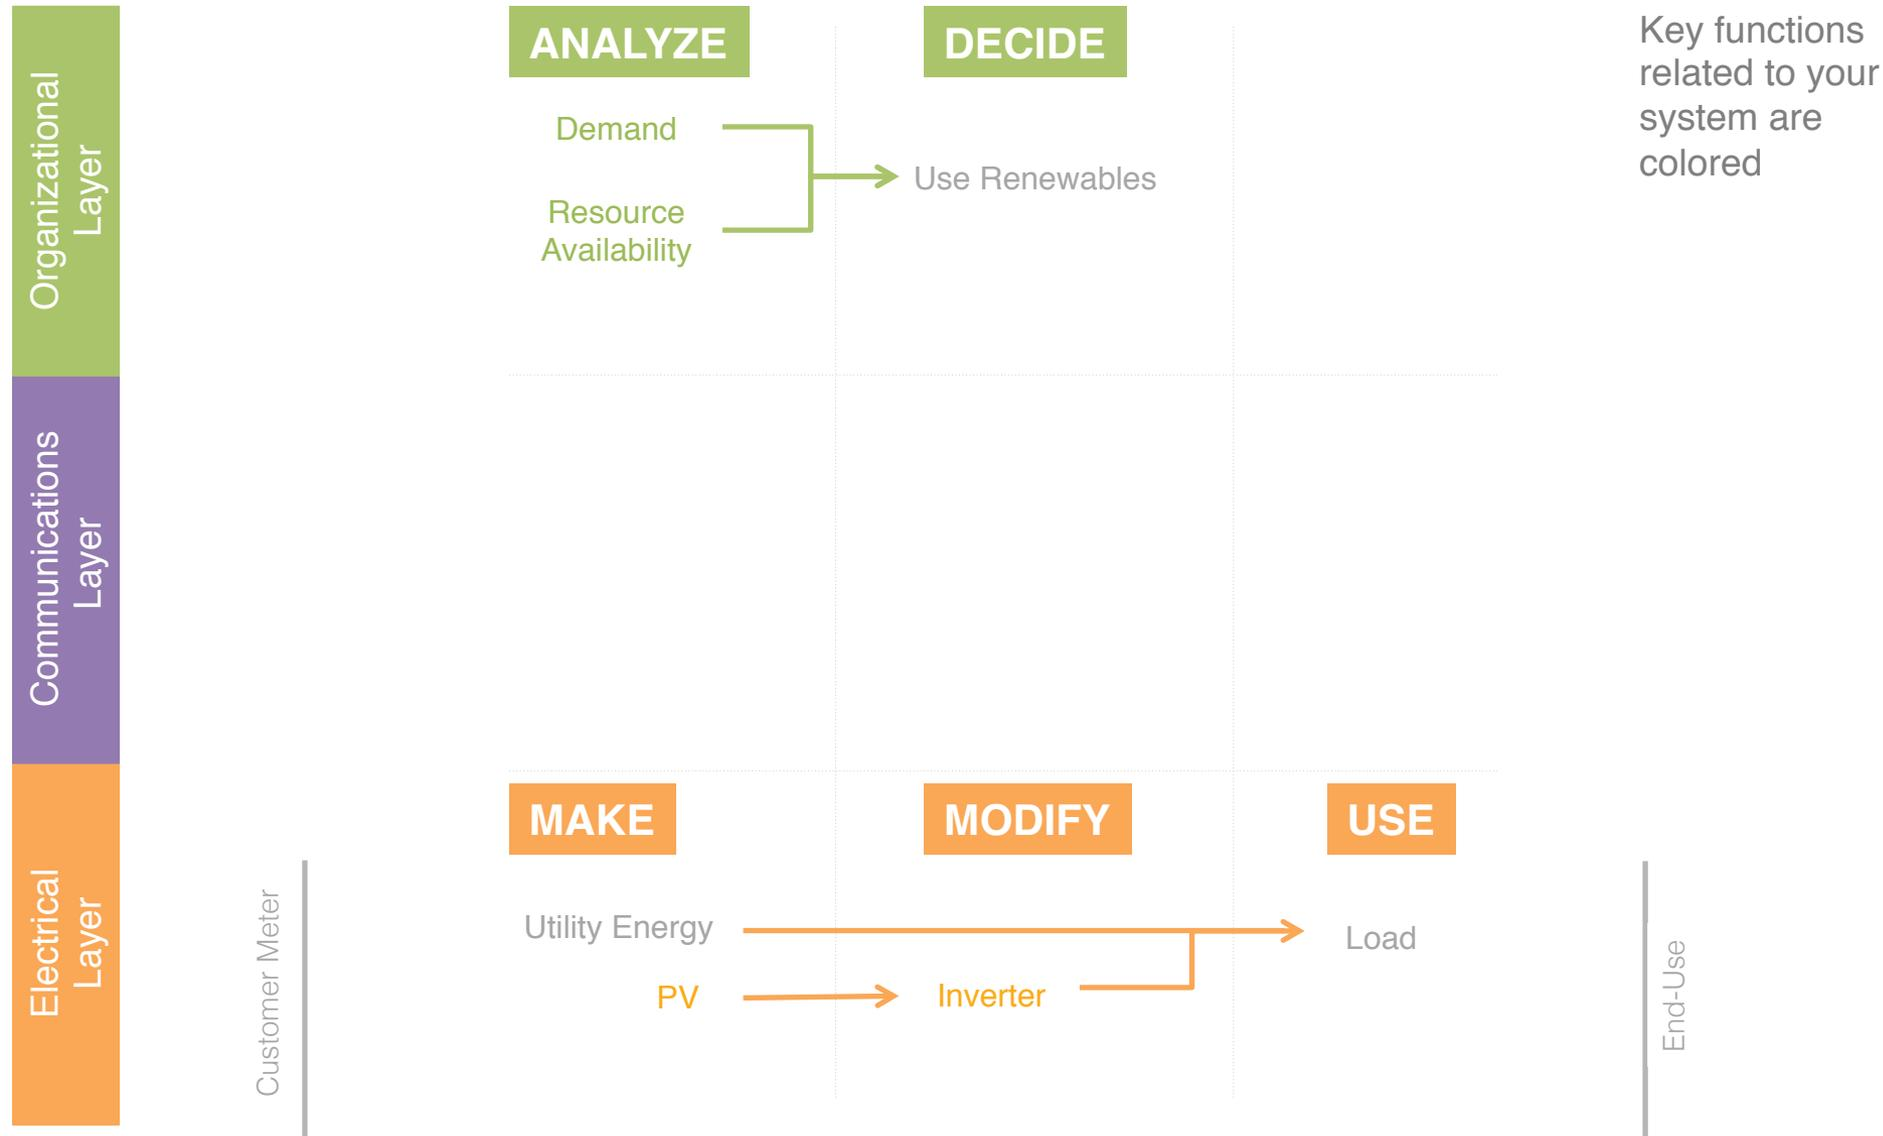 Organizational
Layer
ANALYZE
DECIDE
Key functions
related to your
system are
colored
Demand
Resource
Availability
Use Renewables
Communications
Layer
Electrical
Layer
MAKE
MODIFY
USE
Customer Meter
Utility Energy
Load
PV
Inverter
End-Use